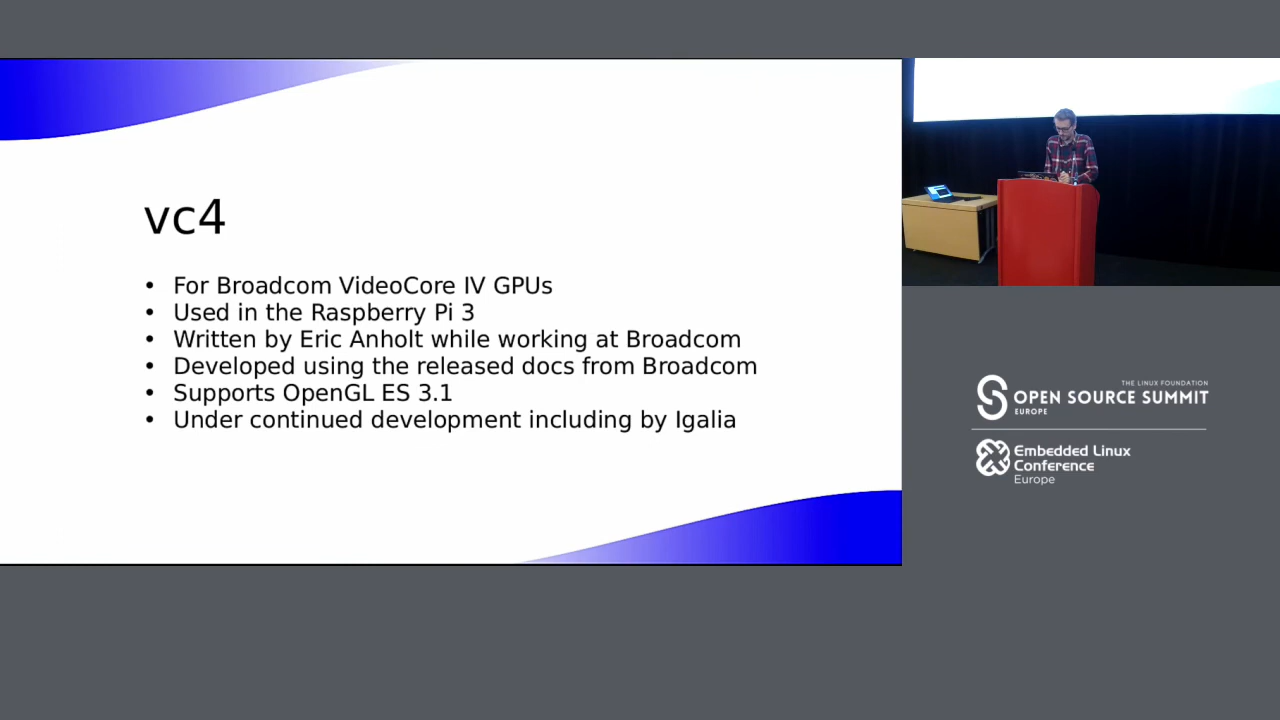 vc4
• For Broadcom VideoCore IV GPUs
• Used in the Raspberry Pi 3
• Written by Eric Anholt while working at Broadcom
• Developed using the released docs from Broadcom
• Supports OpenGL ES 3.1
• Under continued development including by Igalia
THE LINUX FOUNDATION
OPEN SOURCE SUMMIT
EUROPE
Embedded Linux
Conference
Europe